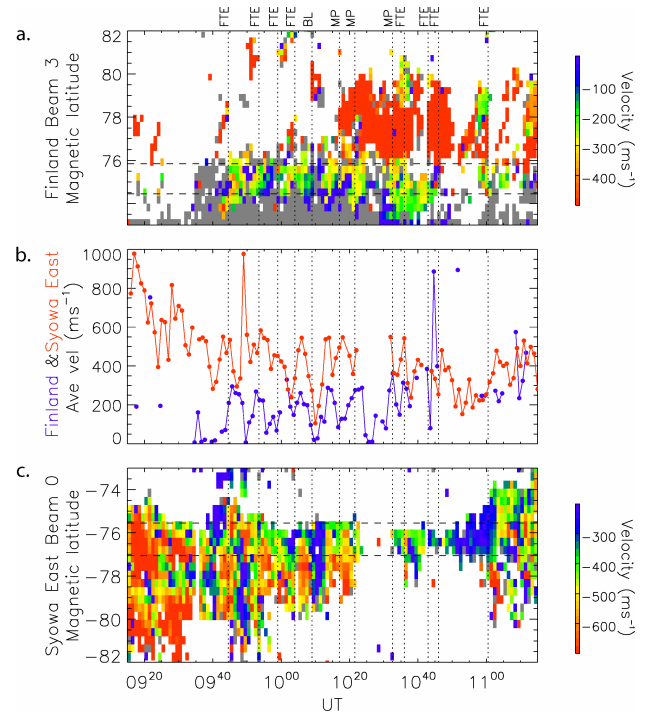 FTE FTE FTE FTE BL MP MP MP FTE FTE FTE FTE
a.
Finland Beam 3
Magnetic latitude
82
80
78
76
Velocity (ms⁻¹)
−100
−200
−300
−400
b.
Finland & Syowa East
Ave vel (ms⁻¹)
1000
800
600
400
200
0
c.
Syowa East Beam 0
Magnetic latitude
−74
−76
−78
−80
−82
Velocity (ms⁻¹)
−300
−400
−500
−600
09²⁰ 09⁴⁰ 10⁰⁰ 10²⁰ 10⁴⁰ 11⁰⁰
UT